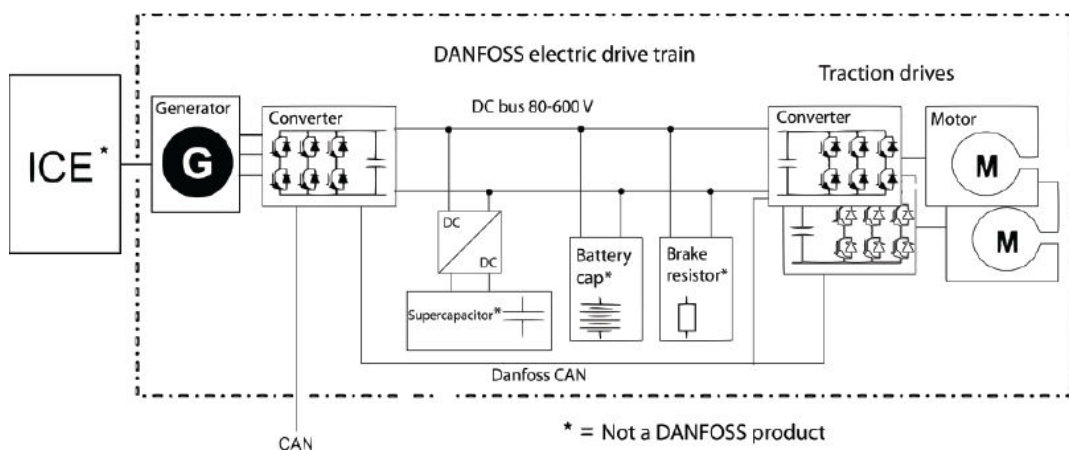 DANFOSS electric drive train
Traction drives
ICE*
Generator
G
Converter
DC bus 80-600 V
Converter
Motor
M
M
DC
DC
Supercapacitor*
Battery
cap*
Brake
resistor*
Danfoss CAN
CAN
* = Not a DANFOSS product